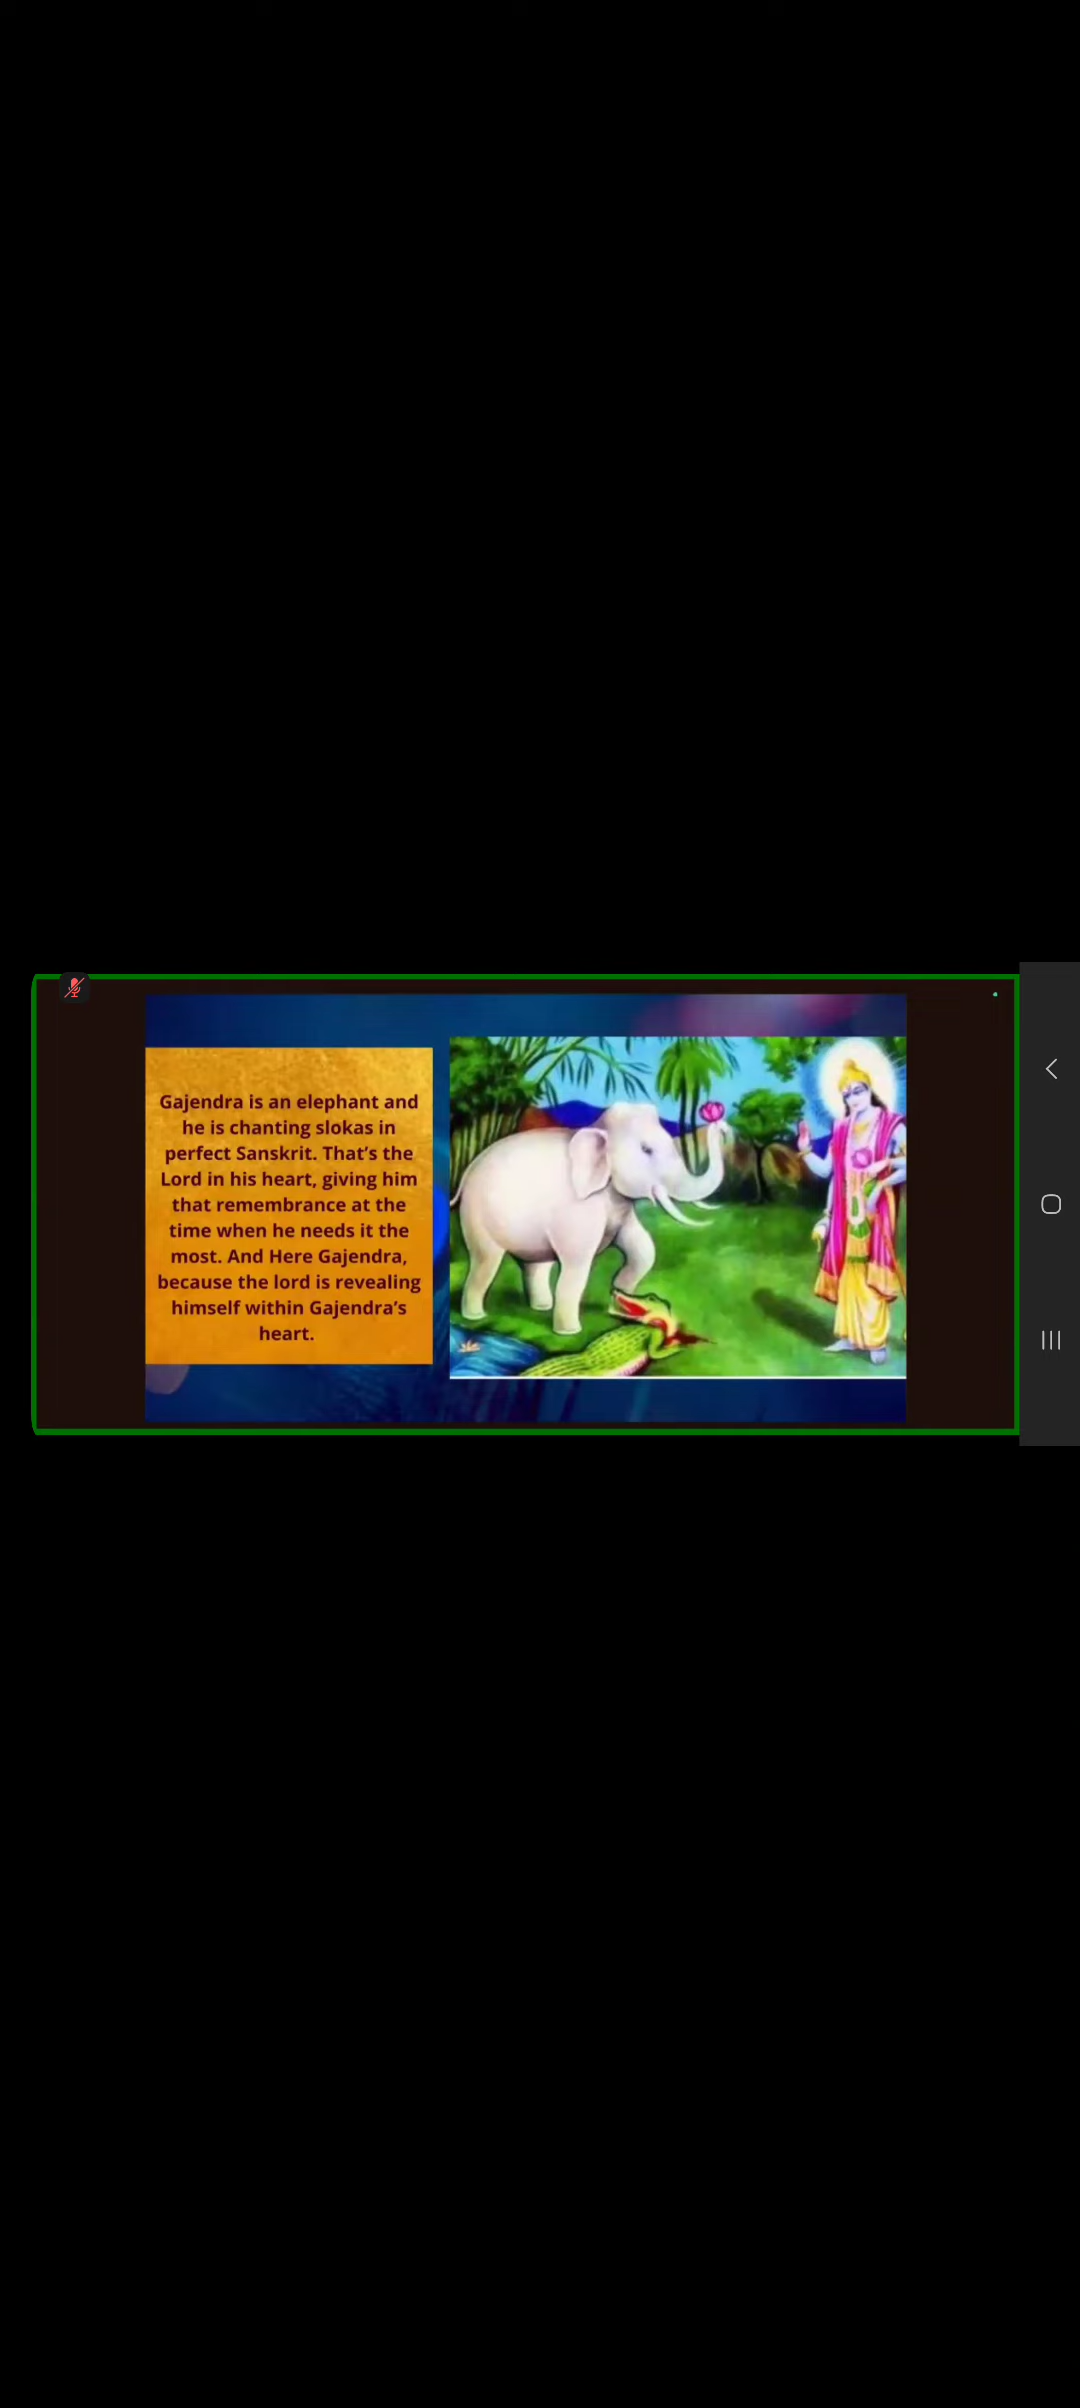 Gajendra is an elephant and
he is chanting slokas in
perfect Sanskrit. That’s the
Lord in his heart, giving him
that remembrance at the
time when he needs it the
most. And Here Gajendra,
because the lord is revealing
himself within Gajendra’s
heart.